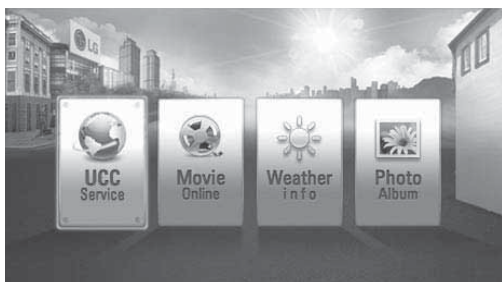 LG
UCC
Service
Movie
Online
Weather
info
Photo
Album